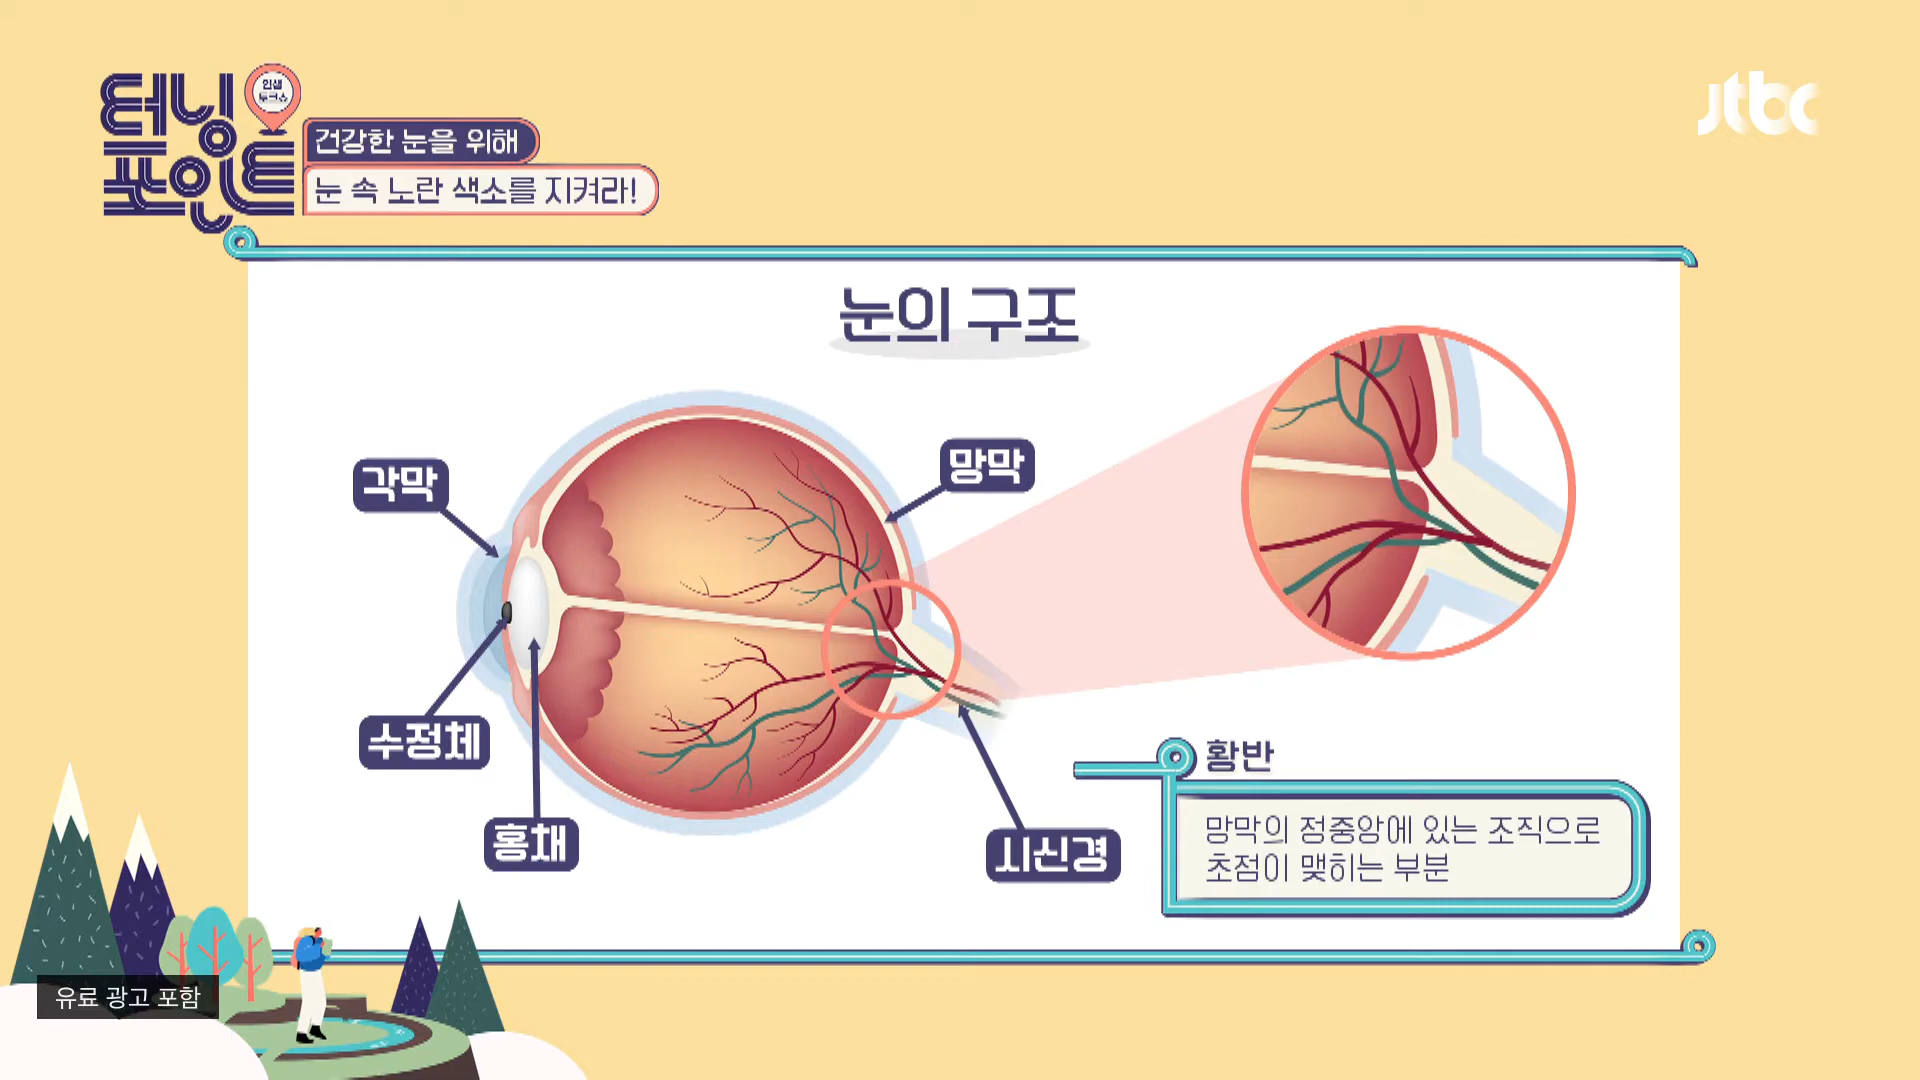 터닝
포인트
인생
토크쇼
건강한 눈을 위해
눈 속 노란 색소를 지켜라!
jtbc
눈의 구조
각막
망막
수정체
홍채
시신경
황반
망막의 정중앙에 있는 조직으로
초점이 맺히는 부분
유료 광고 포함